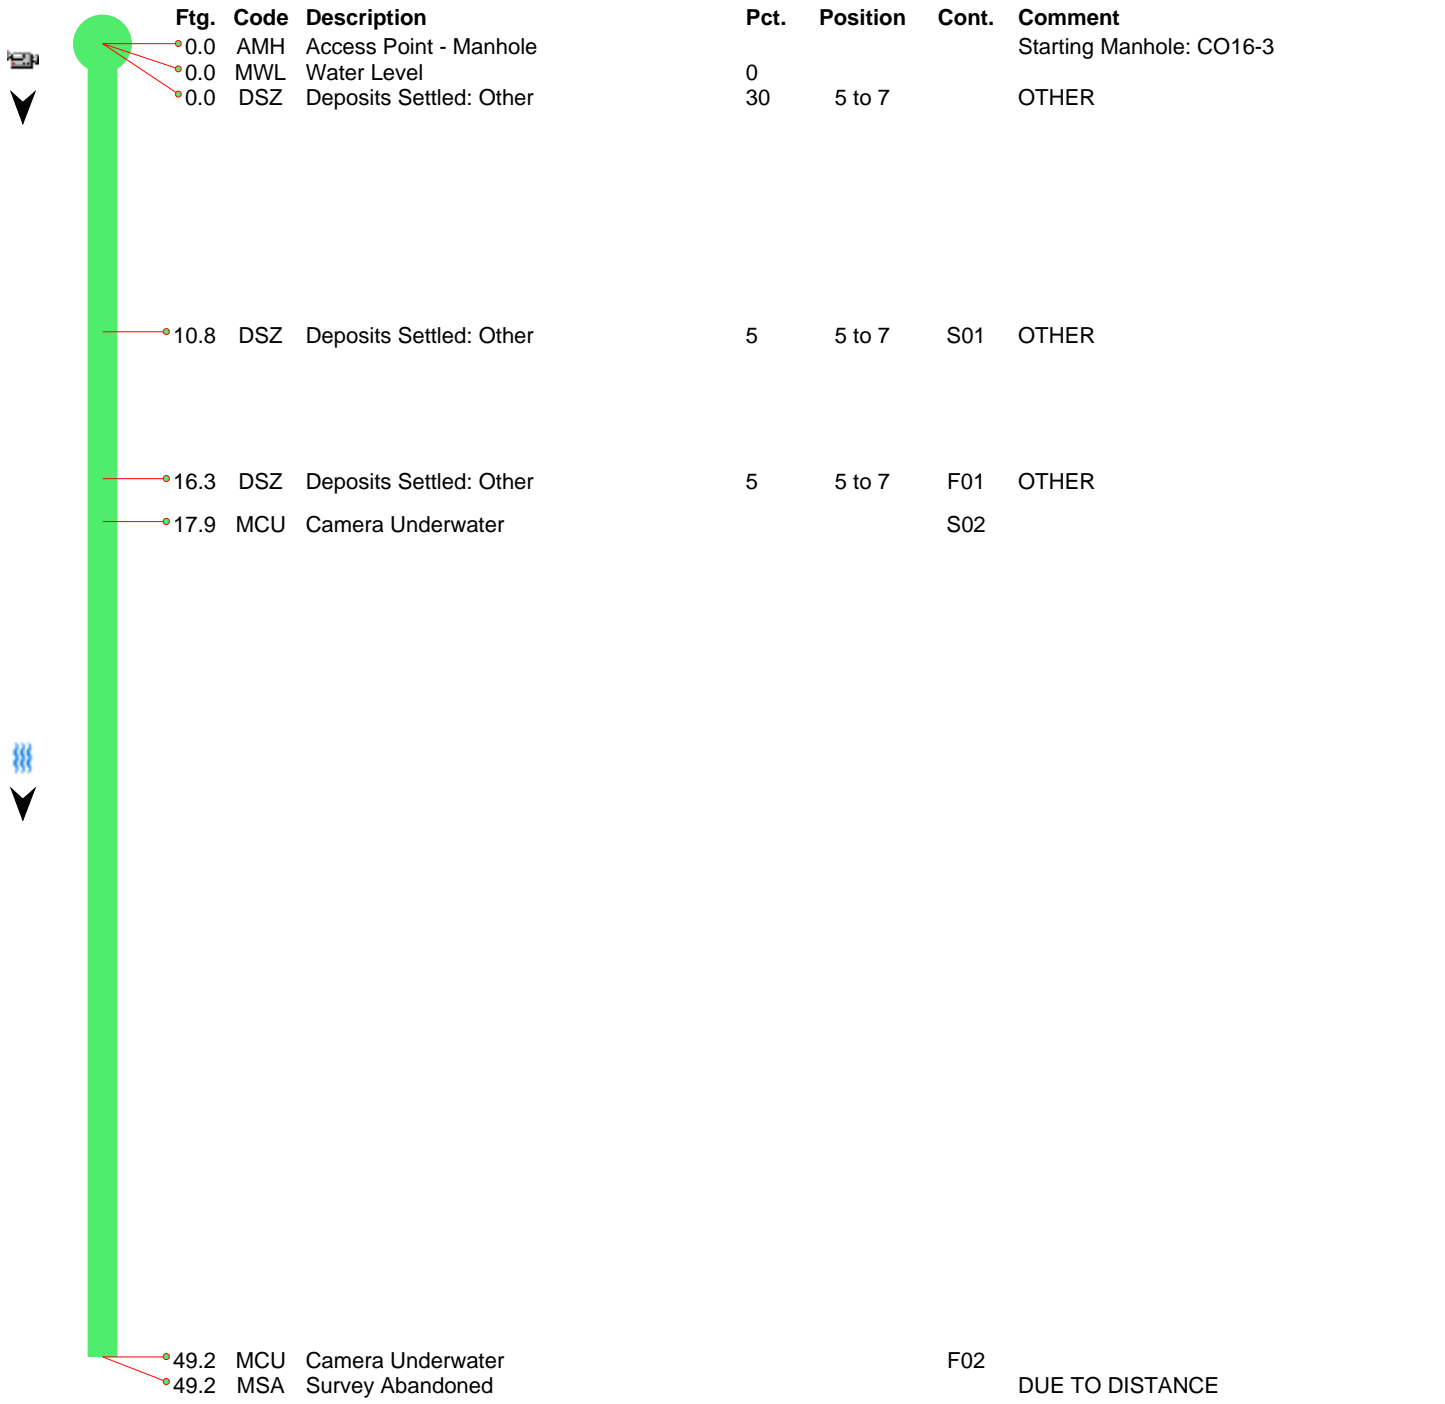 Ftg. Code Description Pct. Position Cont. Comment
0.0 AMH Access Point - Manhole Starting Manhole: CO16-3
0.0 MWL Water Level 0
0.0 DSZ Deposits Settled: Other 30 5 to 7 OTHER
10.8 DSZ Deposits Settled: Other 5 5 to 7 S01 OTHER
16.3 DSZ Deposits Settled: Other 5 5 to 7 F01 OTHER
17.9 MCU Camera Underwater S02
49.2 MCU Camera Underwater F02
49.2 MSA Survey Abandoned DUE TO DISTANCE